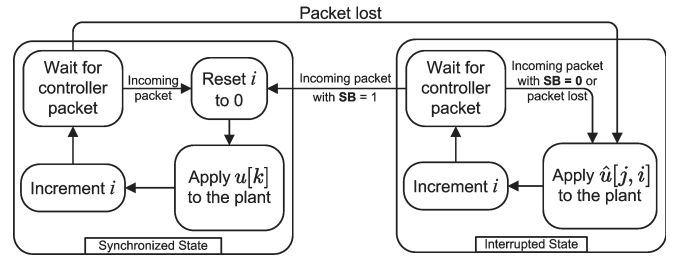 Packet lost
Wait for
controller
packet
Incoming
packet
Reset i
to 0
Incoming packet
with SB = 1
Wait for
controller
packet
Incoming packet
with SB = 0 or
packet lost
Increment i
Apply u[k]
to the plant
Increment i
Apply û[j, i]
to the plant
Synchronized State
Interrupted State